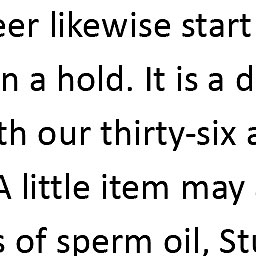 eer likewise start
n a hold. It is a d
th our thirty-six a
A little item may
s of sperm oil, Stu